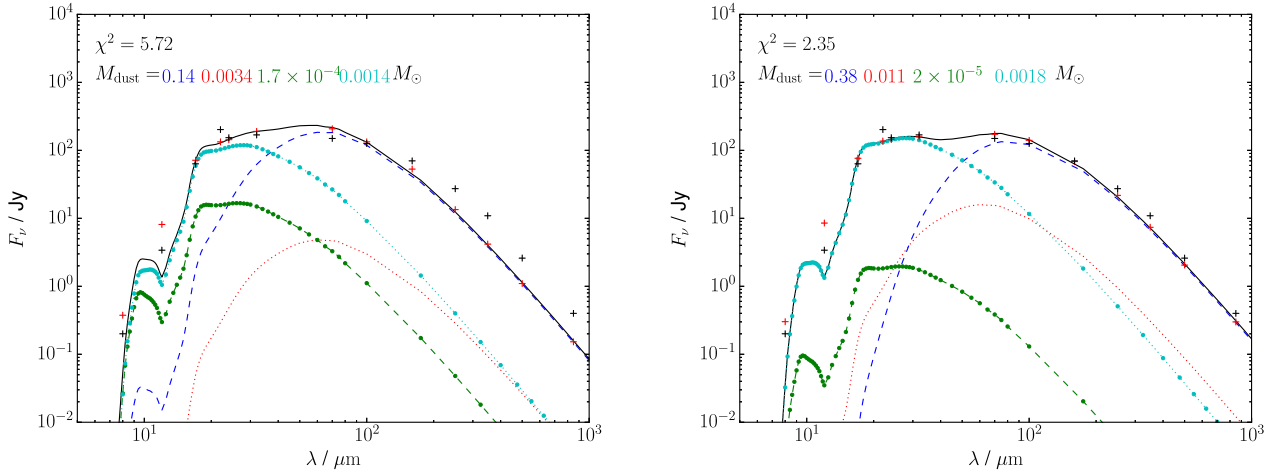 χ² = 5.72
M_dust = 0.14 0.0034 1.7 × 10⁻⁴ 0.0014 M_⊙
10⁴
10³
10²
10¹
10⁰
10⁻¹
10⁻²
F_ν / Jy
10¹ 10² 10³
λ / μm
χ² = 2.35
M_dust = 0.38 0.011 2 × 10⁻⁵ 0.0018 M_⊙
10⁴
10³
10²
10¹
10⁰
10⁻¹
10⁻²
F_ν / Jy
10¹ 10² 10³
λ / μm